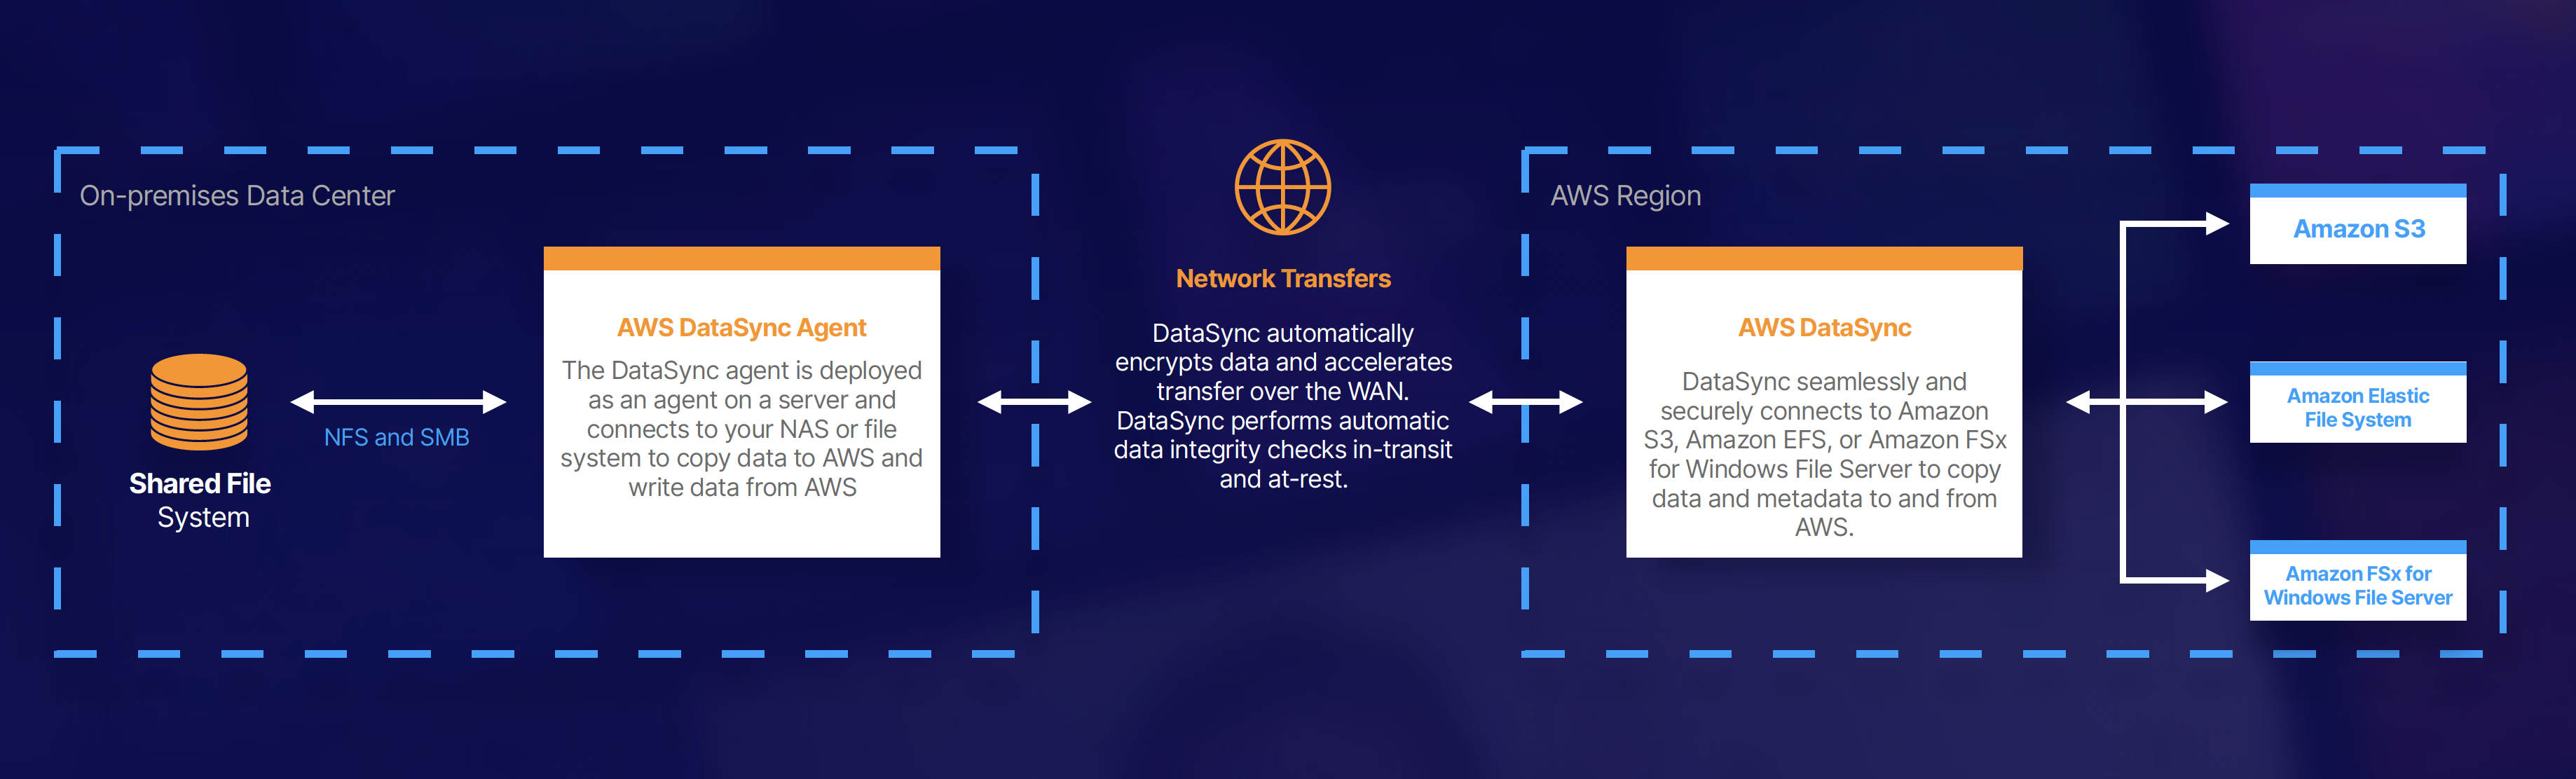 On-premises Data Center
Shared File
System
NFS and SMB
AWS DataSync Agent
The DataSync agent is deployed
as an agent on a server and
connects to your NAS or file
system to copy data to AWS and
write data from AWS
Network Transfers
DataSync automatically
encrypts data and accelerates
transfer over the WAN.
DataSync performs automatic
data integrity checks in-transit
and at-rest.
AWS Region
AWS DataSync
DataSync seamlessly and
securely connects to Amazon
S3, Amazon EFS, or Amazon FSx
for Windows File Server to copy
data and metadata to and from
AWS.
Amazon S3
Amazon Elastic
File System
Amazon FSx for
Windows File Server